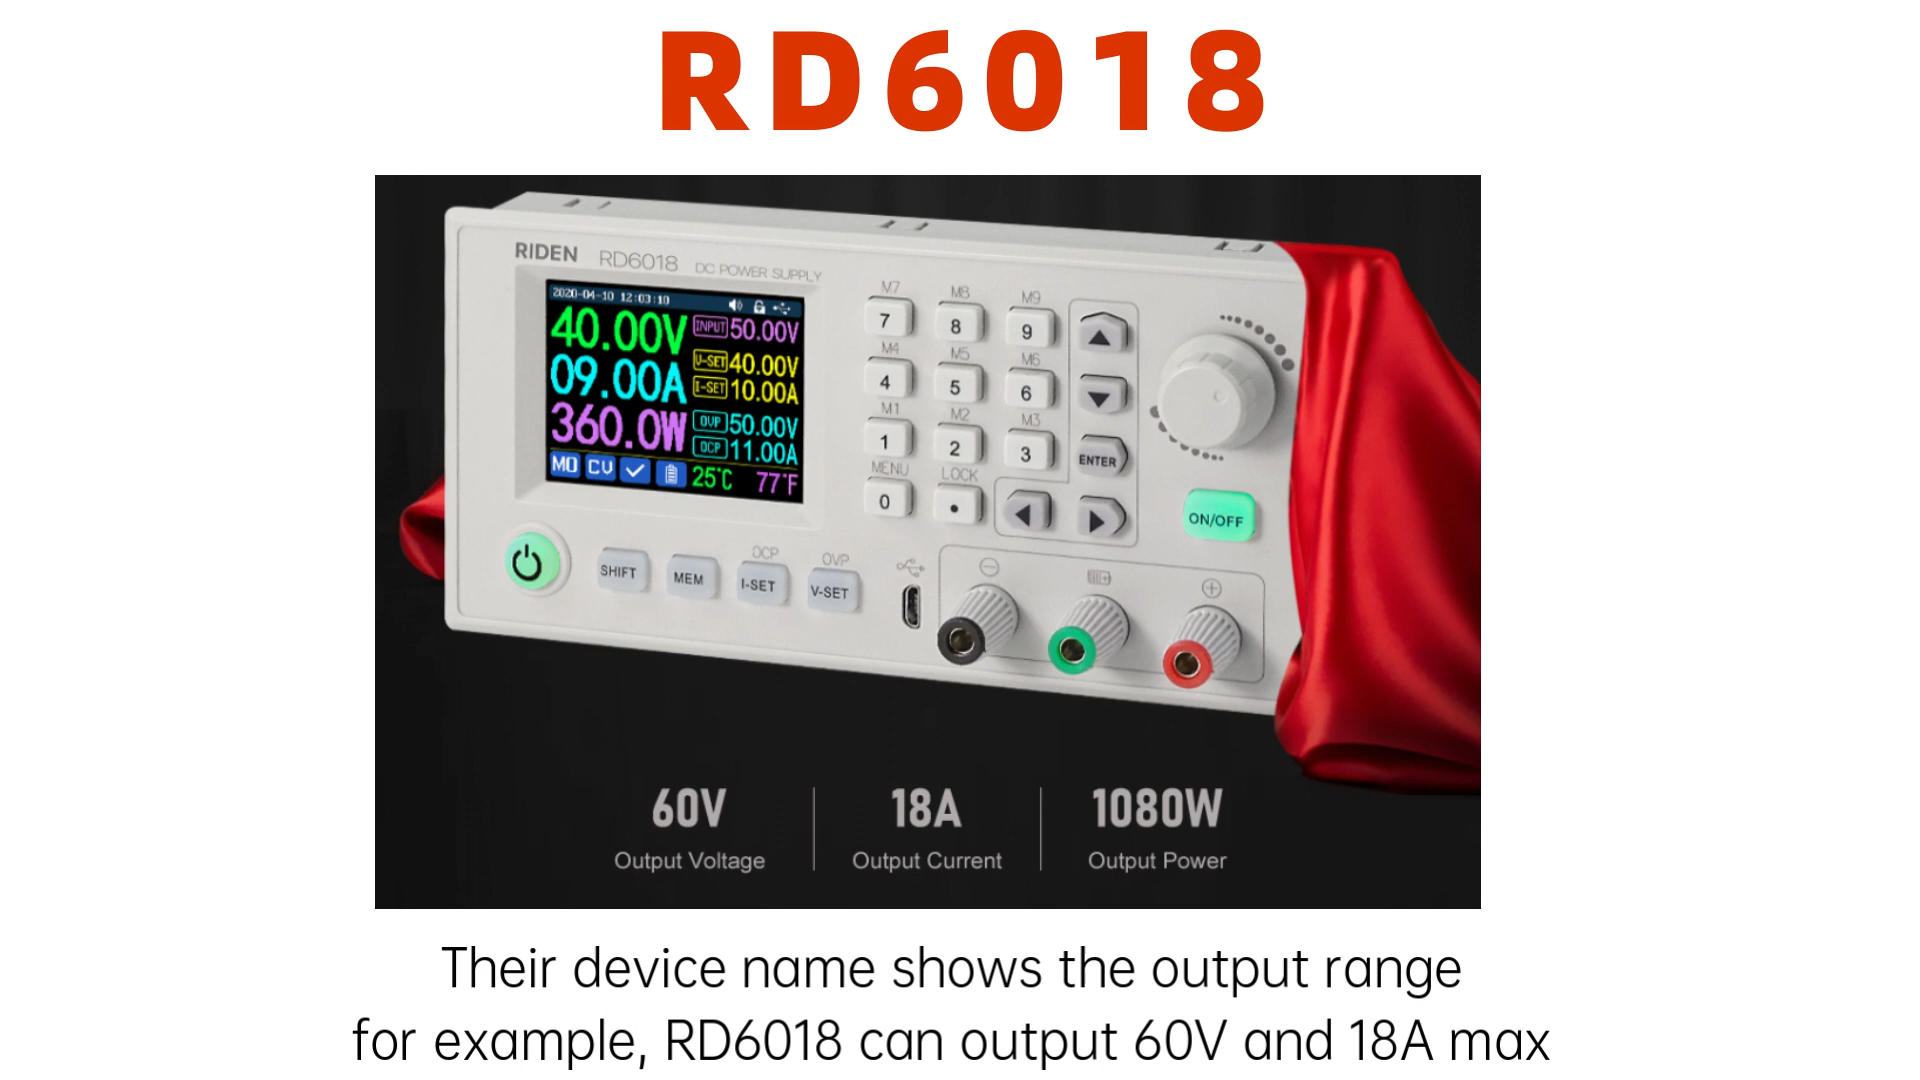 RD6018
RIDEN RD6018 DC POWER SUPPLY
2020-04-10 12:03:10
40.00V
09.00A
360.0W
INPUT 50.00V
V-SET 40.00V
I-SET 10.00A
OVP 50.00V
OCP 11.00A
M0 CV 25°C 77°F
M7 M8 M9
7 8 9
M4 M5 M6
4 5 6
M1 M2 M3
1 2 3
ENTER
MENU LOCK
0 .
ON/OFF
OCP OVP
SHIFT MEM I-SET V-SET
60V 18A 1080W
Output Voltage Output Current Output Power
Their device name shows the output range
for example, RD6018 can output 60V and 18A max